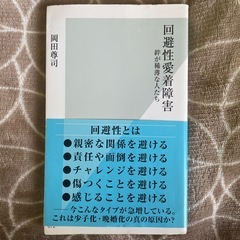 回避性愛着障害
絆が稀薄な人たち
岡田尊司
回避性とは
●親密な関係を避ける
●責任や面倒を避ける
●チャレンジを避ける
●傷つくことを避ける
●感じることを避ける
――今こんなタイプが急増している。
これは少子化・晩婚化の真の原因か?